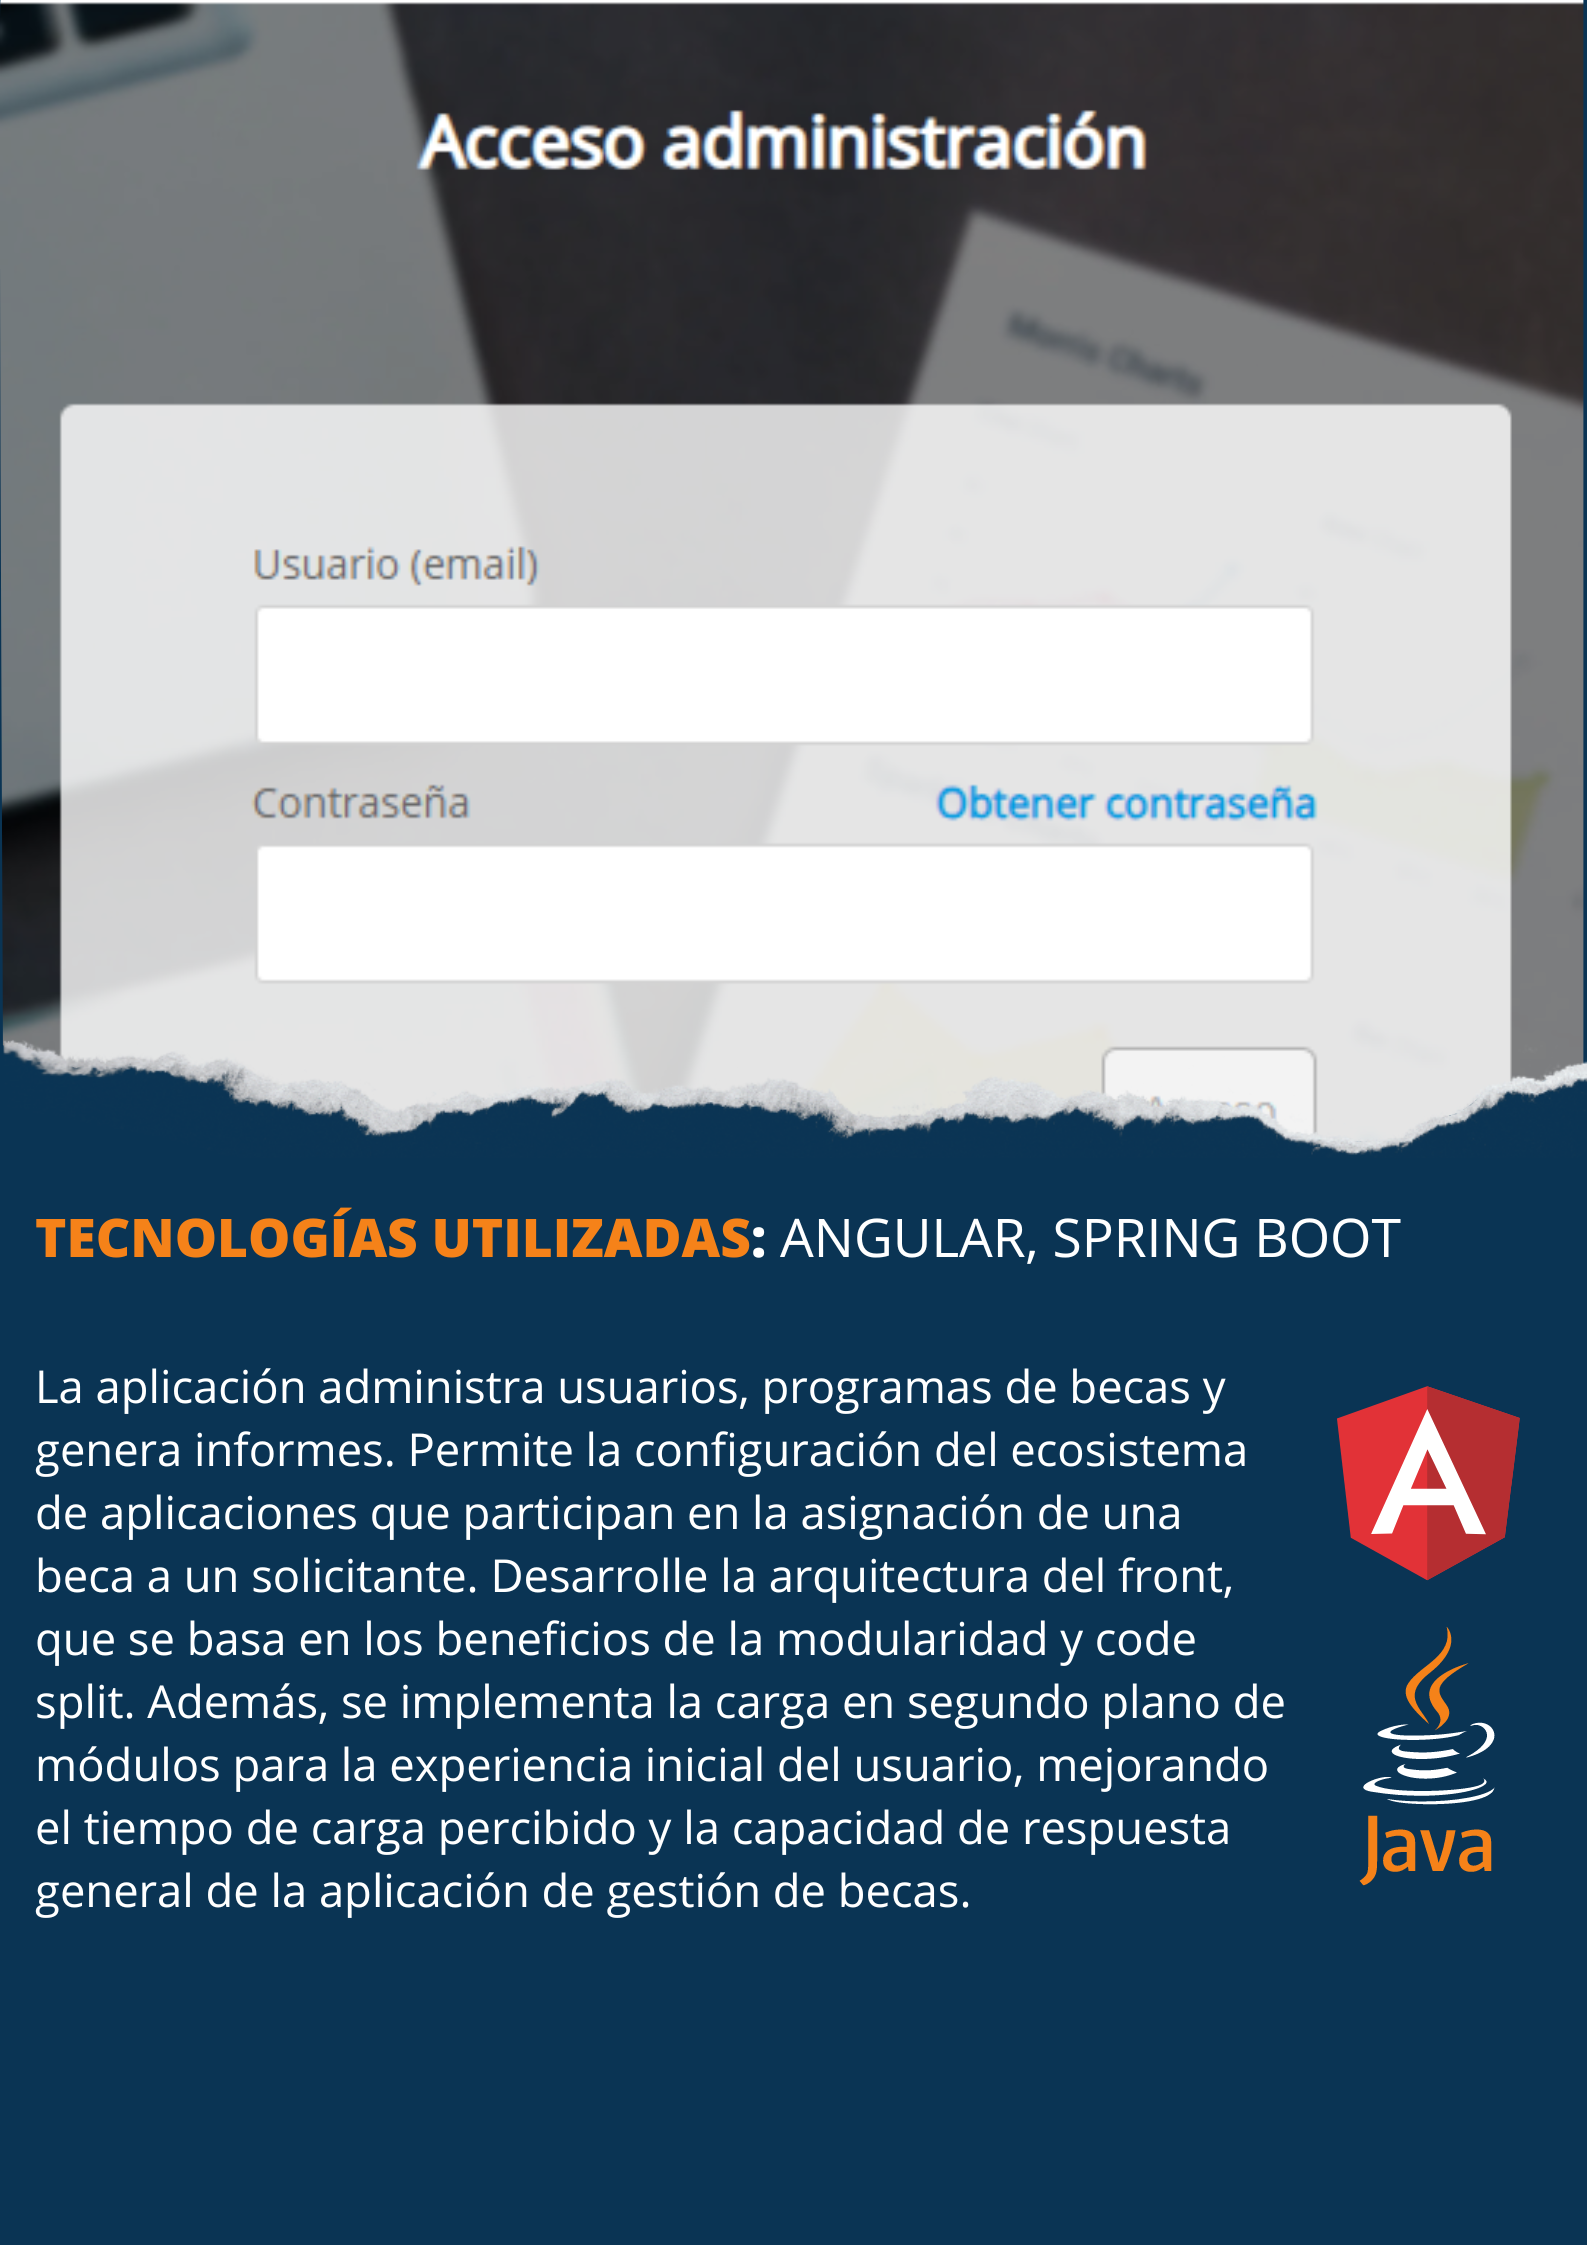 Acceso administración
Morris Charts
Usuario (email)
Contraseña
Obtener contraseña
TECNOLOGÍAS UTILIZADAS: ANGULAR, SPRING BOOT
La aplicación administra usuarios, programas de becas y
genera informes. Permite la configuración del ecosistema
de aplicaciones que participan en la asignación de una
beca a un solicitante. Desarrolle la arquitectura del front,
que se basa en los beneficios de la modularidad y code
split. Además, se implementa la carga en segundo plano de
módulos para la experiencia inicial del usuario, mejorando
el tiempo de carga percibido y la capacidad de respuesta
general de la aplicación de gestión de becas.
A
Java